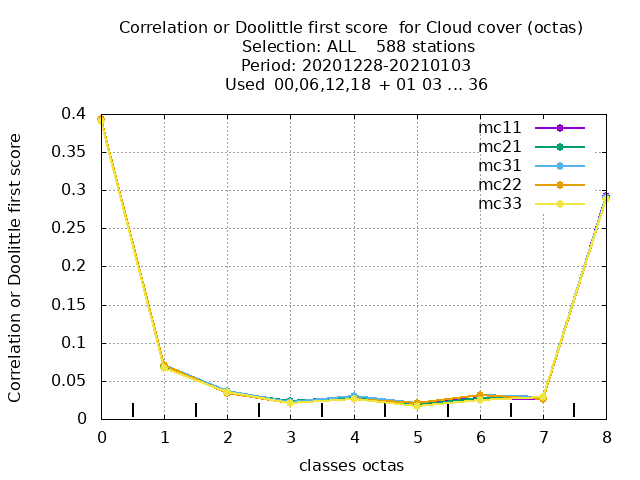 Correlation or Doolittle first score  for Cloud cover (octas)
Selection: ALL    588 stations
Period: 20201228-20210103
Used  00,06,12,18  + 01 03 ... 36
Correlation or Doolittle first score
0.4
0.35
0.3
0.25
0.2
0.15
0.1
0.05
0
mc11
mc21
mc31
mc22
mc33
0 1 2 3 4 5 6 7 8
classes octas